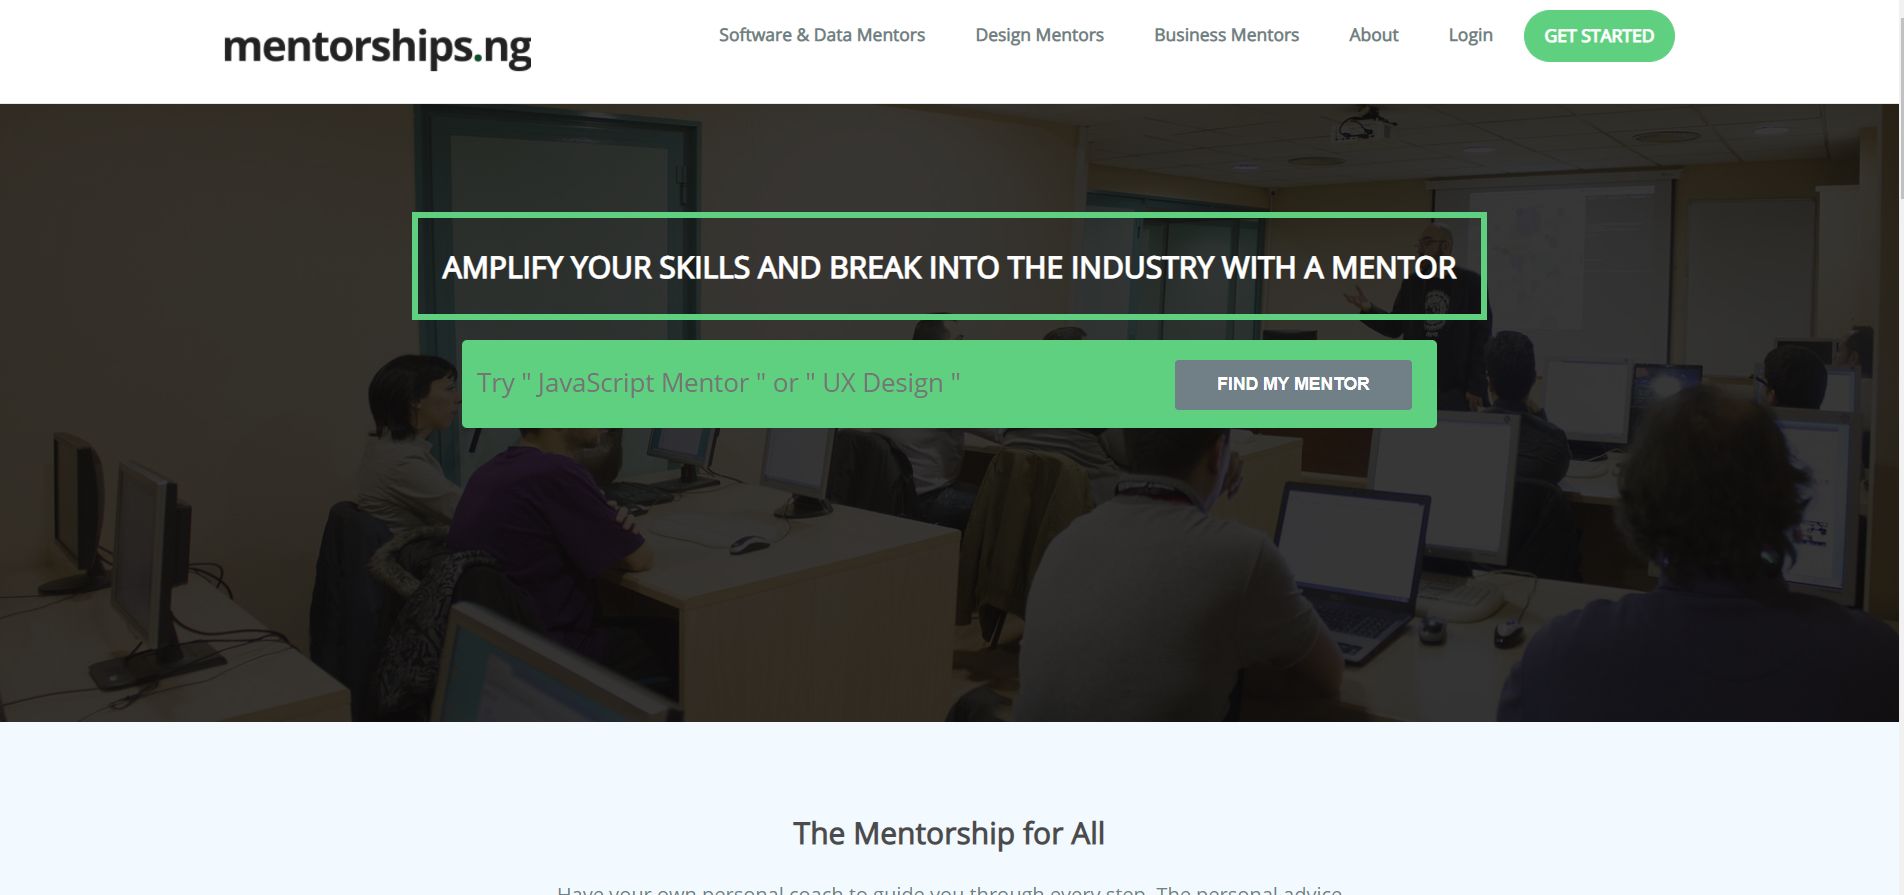 mentorships.ng
Software & Data Mentors
Design Mentors
Business Mentors
About
Login
GET STARTED
AMPLIFY YOUR SKILLS AND BREAK INTO THE INDUSTRY WITH A MENTOR
Try " JavaScript Mentor " or " UX Design "
FIND MY MENTOR
The Mentorship for All
Have your own personal coach to guide you through every step. The personal advice